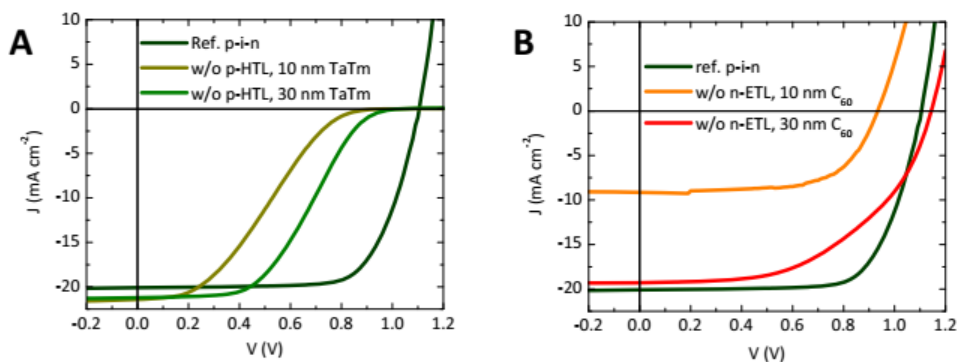 A
10
5
0
-5
-10
-15
-20
-0.2
0.0
0.2
0.4
0.6
0.8
1.0
1.2
J (mA cm⁻²)
V (V)
Ref. p-i-n
w/o p-HTL, 10 nm TaTm
w/o p-HTL, 30 nm TaTm
B
10
5
0
-5
-10
-15
-20
-0.2
0.0
0.2
0.4
0.6
0.8
1.0
1.2
J (mA cm⁻²)
V (V)
ref. p-i-n
w/o n-ETL, 10 nm C₆₀
w/o n-ETL, 30 nm C₆₀